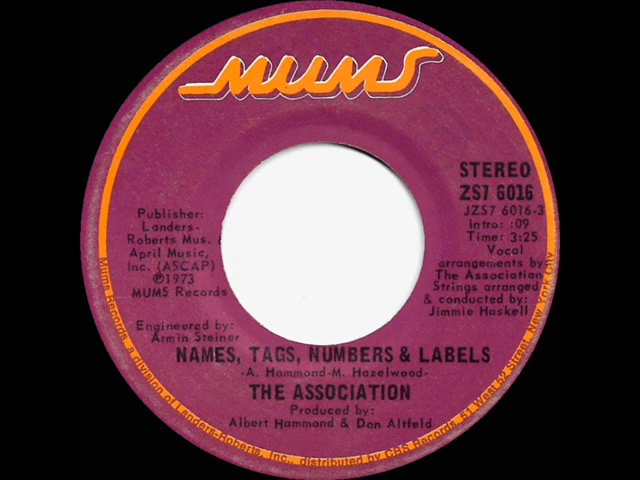 MUMS
STEREO
ZS7 6016
JZS7 6016-3
Intro: :09
Time: 3:25
Vocal
arrangements by
The Association
Strings arranged
& conducted by:
Jimmie Haskell
Publisher:
Landers-
Roberts Mus. &
April Music,
Inc. (ASCAP)
℗1973
MUMS Records
Engineered by:
Armin Steiner
NAMES, TAGS, NUMBERS & LABELS
-A. Hammond-M. Hazelwood-
THE ASSOCIATION
Produced by:
Albert Hammond & Don Altfeld
Mums Records, a division of Landers-Roberts, Inc., distributed by CBS Records, 51 West 52 Street, New York City